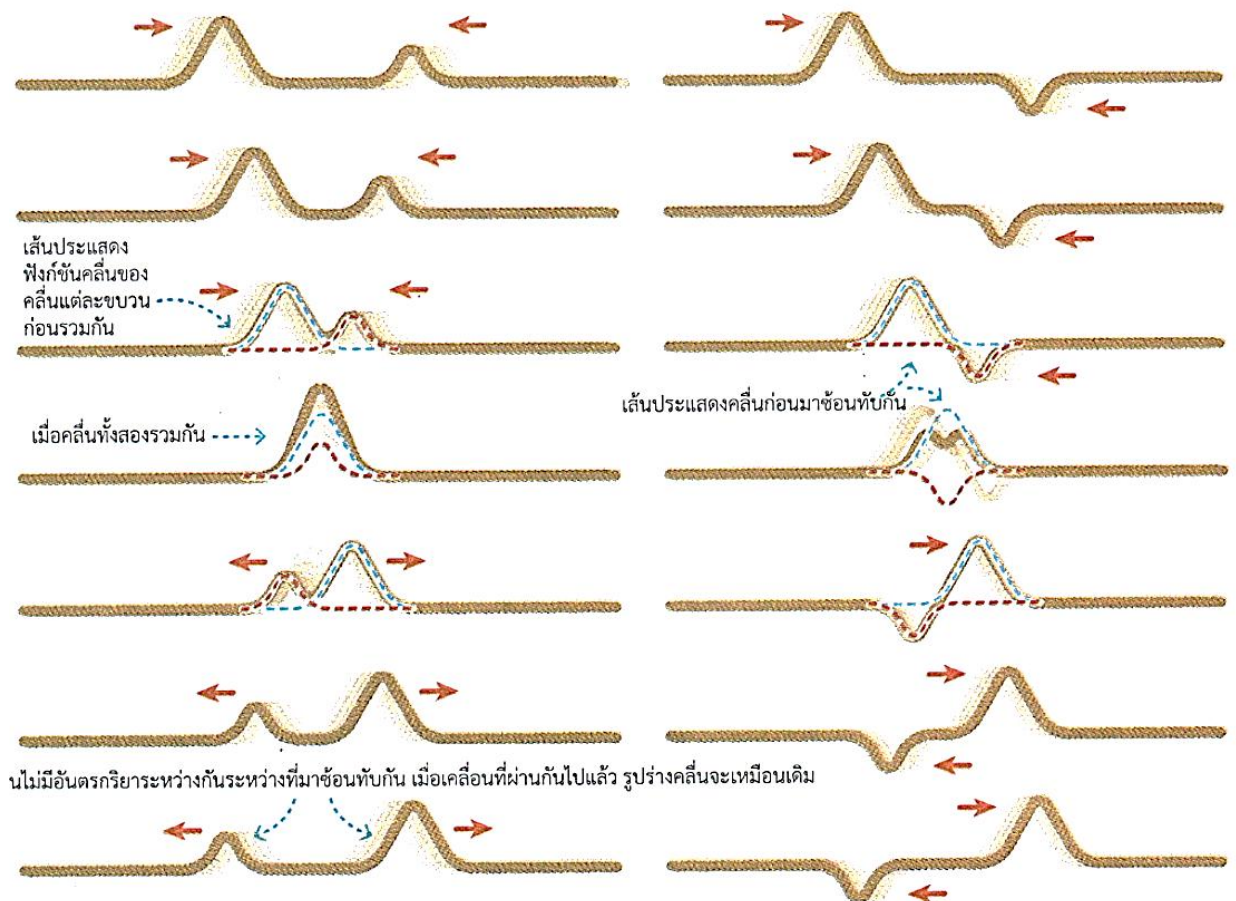 เส้นประแสดง
ฟังก์ชันคลื่นของ
คลื่นแต่ละขบวน
ก่อนรวมกัน
เส้นประแสดงคลื่นก่อนมาซ้อนทับกัน
เมื่อคลื่นทั้งสองรวมกัน
นไม่มีอันตรกริยาระหว่างกันระหว่างที่มาซ้อนทับกัน เมื่อเคลื่อนที่ผ่านกันไปแล้ว รูปร่างคลื่นจะเหมือนเดิม